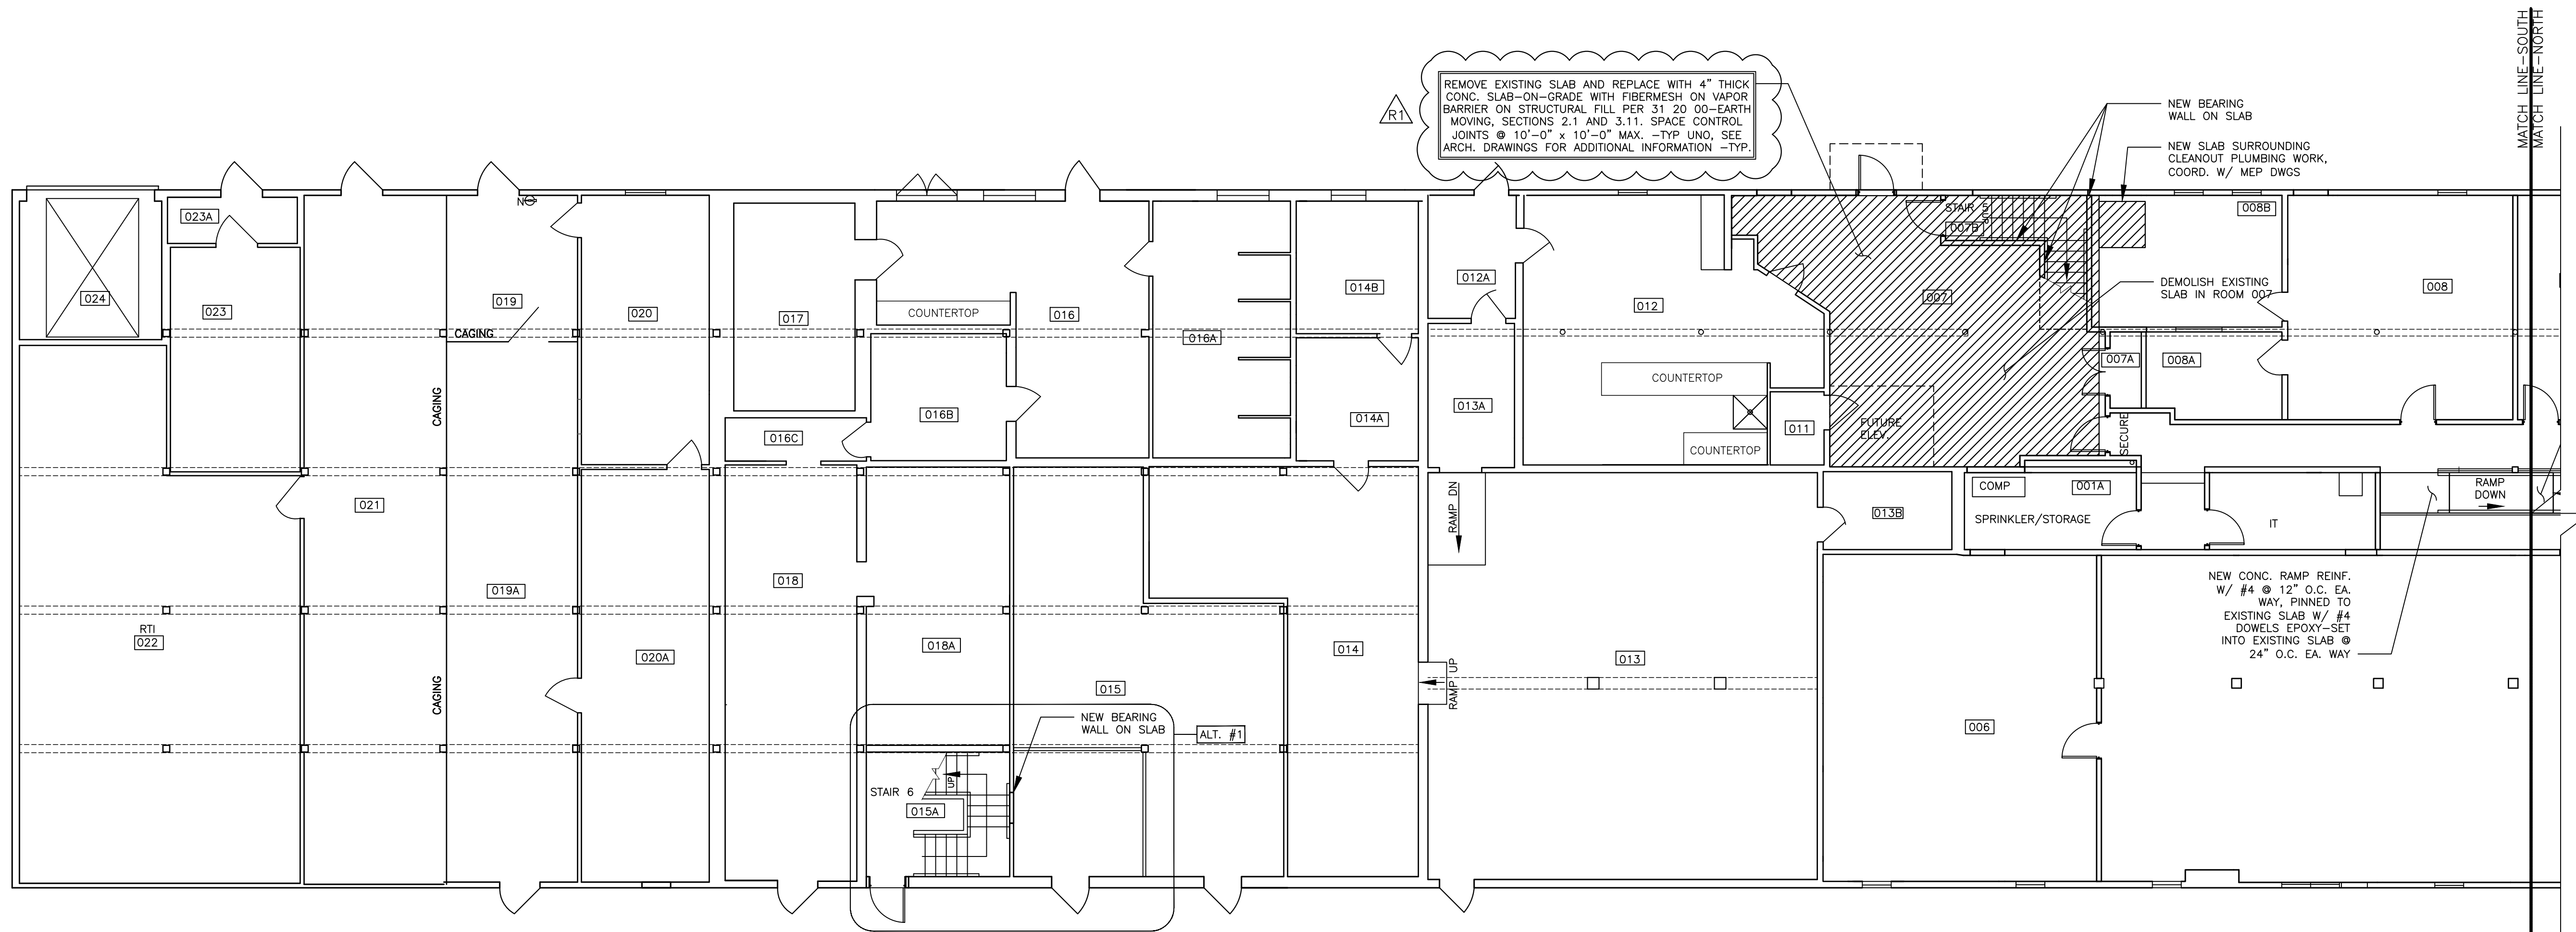 MATCH LINE-SOUTH
MATCH LINE-NORTH
REMOVE EXISTING SLAB AND REPLACE WITH 4" THICK
CONC. SLAB-ON-GRADE WITH FIBERMESH ON VAPOR
BARRIER ON STRUCTURAL FILL PER 31 20 00-EARTH
MOVING, SECTIONS 2.1 AND 3.11. SPACE CONTROL
JOINTS @ 10'-0" x 10'-0" MAX. -TYP UNO, SEE
ARCH. DRAWINGS FOR ADDITIONAL INFORMATION -TYP.
R1
NEW BEARING
WALL ON SLAB
NEW SLAB SURROUNDING
CLEANOUT PLUMBING WORK,
COORD. W/ MEP DWGS
023A
STAIR 5
UP
007B
008B
024
023
019
CAGING
020
017
COUNTERTOP
016
016A
014B
012A
012
007
DEMOLISH EXISTING
SLAB IN ROOM 007
008
007A
008A
COUNTERTOP
CAGING
016B
016C
014A
013A
011
COUNTERTOP
FUTURE
ELEV.
SECURE
021
019A
018
RAMP DN
013B
COMP
001A
SPRINKLER/STORAGE
IT
RAMP
DOWN
NEW CONC. RAMP REINF.
W/ #4 @ 12" O.C. EA.
WAY, PINNED TO
EXISTING SLAB W/ #4
DOWELS EPOXY-SET
INTO EXISTING SLAB @
24" O.C. EA. WAY
RTI
022
CAGING
020A
018A
015
014
RAMP UP
013
006
NEW BEARING
WALL ON SLAB
ALT. #1
STAIR 6
UP
015A